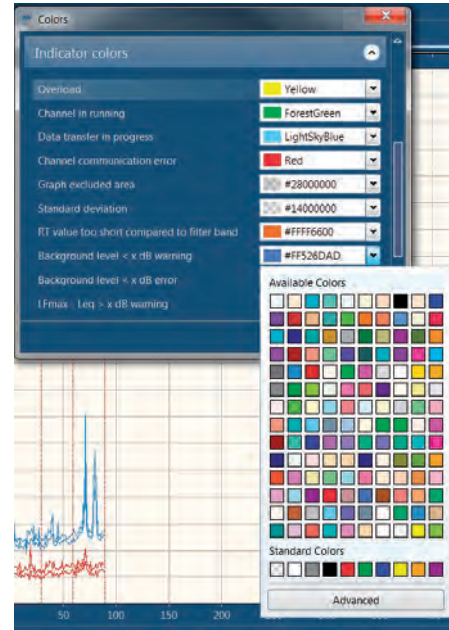 Colors
Indicator colors
Overload Yellow
Channel in running ForestGreen
Data transfer in progress LightSkyBlue
Channel communication error Red
Graph excluded area #28000000
Standard deviation #14000000
RT value too short compared to filter band #FFFF6600
Background level < x dB warning #FF526DAD
Background level < x dB error
LFmax - Leq > x dB warning
Available Colors
Standard Colors
Advanced
50 100 150 200